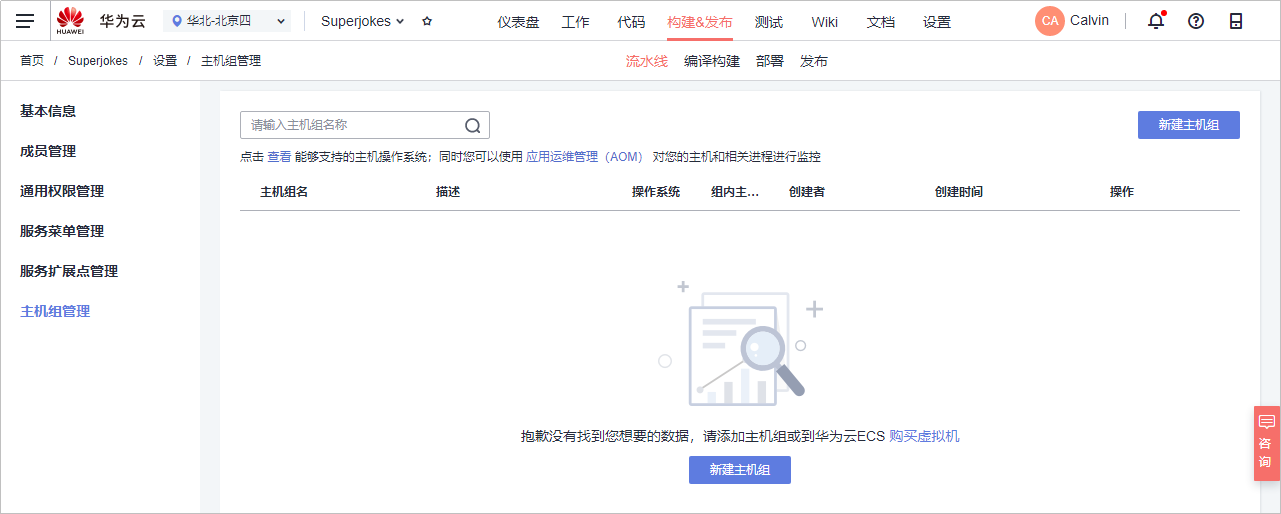 HUAWEI 华为云 华北-北京四 Superjokes 仪表盘 工作 代码 构建&发布 测试 Wiki 文档 设置 CA Calvin
首页 / Superjokes / 设置 / 主机组管理 流水线 编译构建 部署 发布
基本信息
成员管理
通用权限管理
服务菜单管理
服务扩展点管理
主机组管理
请输入主机组名称 新建主机组
点击 查看 能够支持的主机操作系统；同时您可以使用 应用运维管理（AOM） 对您的主机和相关进程进行监控
主机组名 描述 操作系统 组内主... 创建者 创建时间 操作
抱歉没有找到您想要的数据，请添加主机组或到华为云ECS 购买虚拟机
新建主机组
咨
询